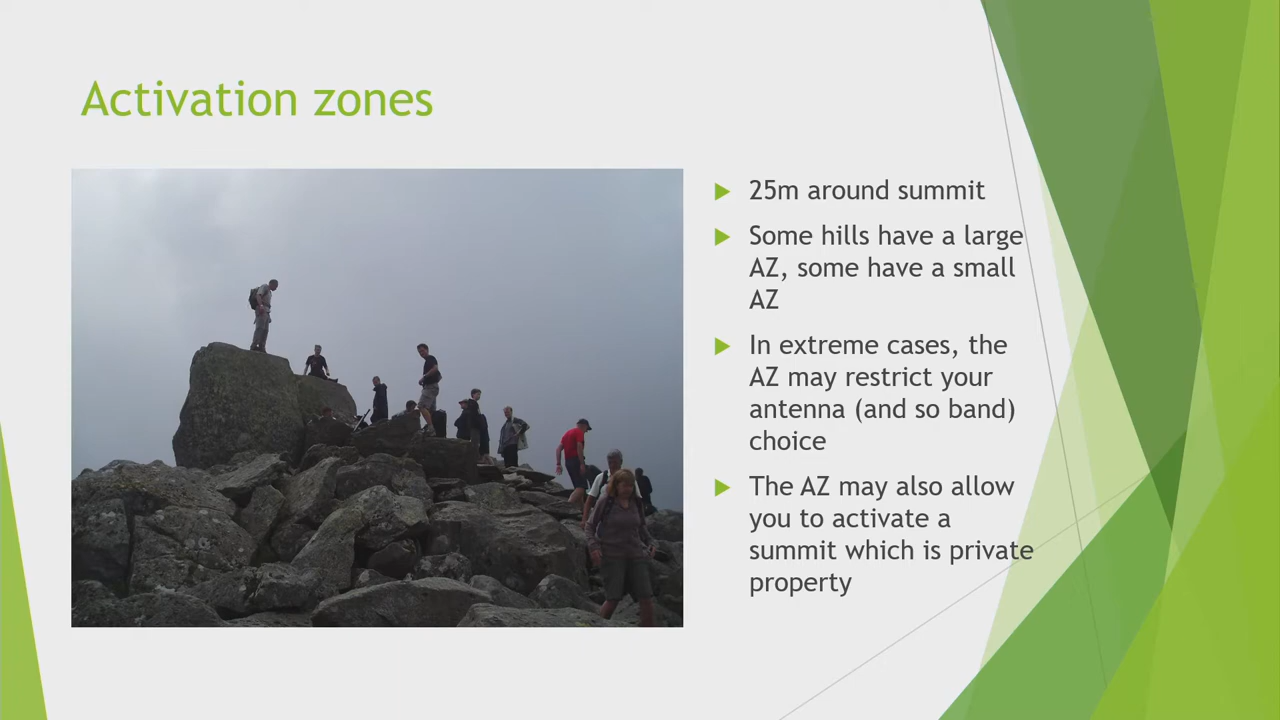 Activation zones
25m around summit
Some hills have a large
AZ, some have a small
AZ
In extreme cases, the
AZ may restrict your
antenna (and so band)
choice
The AZ may also allow
you to activate a
summit which is private
property